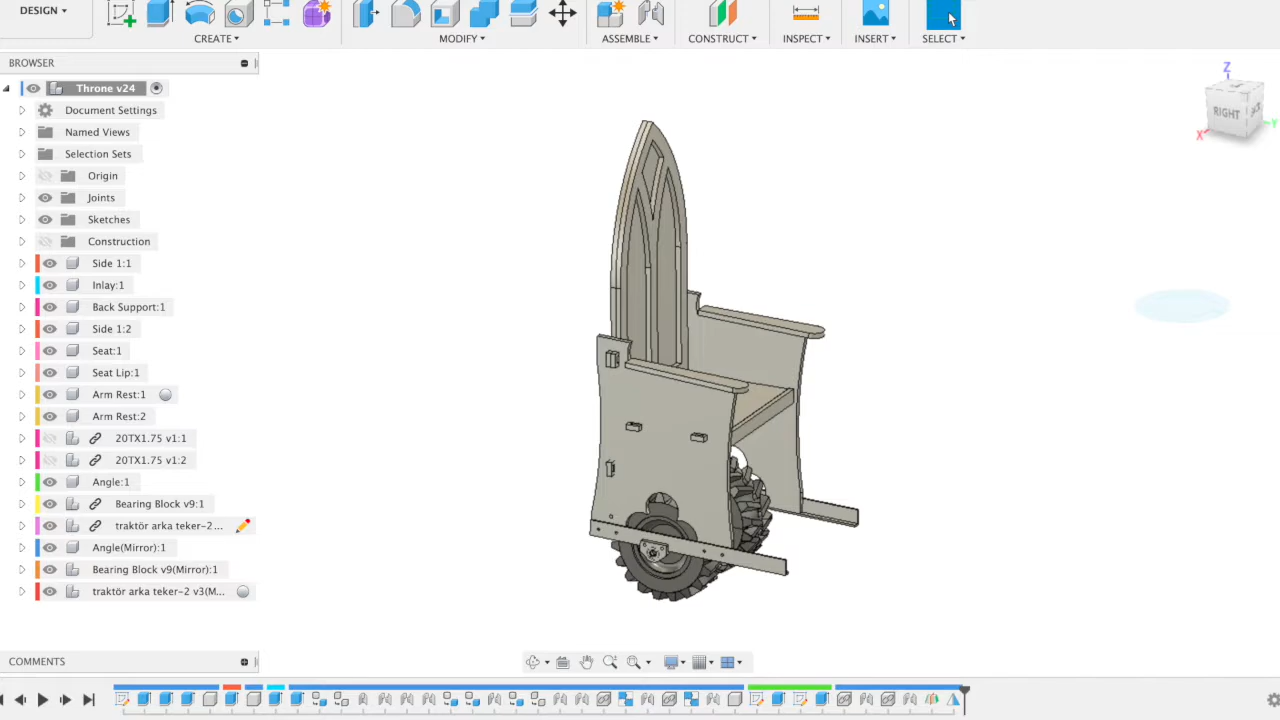 DESIGN
CREATE
MODIFY
ASSEMBLE
CONSTRUCT
INSPECT
INSERT
SELECT
BROWSER
Throne v24
Document Settings
Named Views
Selection Sets
Origin
Joints
Sketches
Construction
Side 1:1
Inlay:1
Back Support:1
Side 1:2
Seat:1
Seat Lip:1
Arm Rest:1
Arm Rest:2
20TX1.75 v1:1
20TX1.75 v1:2
Angle:1
Bearing Block v9:1
traktör arka teker-2...
Angle(Mirror):1
Bearing Block v9(Mirror):1
traktör arka teker-2 v3(M...
COMMENTS
Z
RIGHT
X
Y